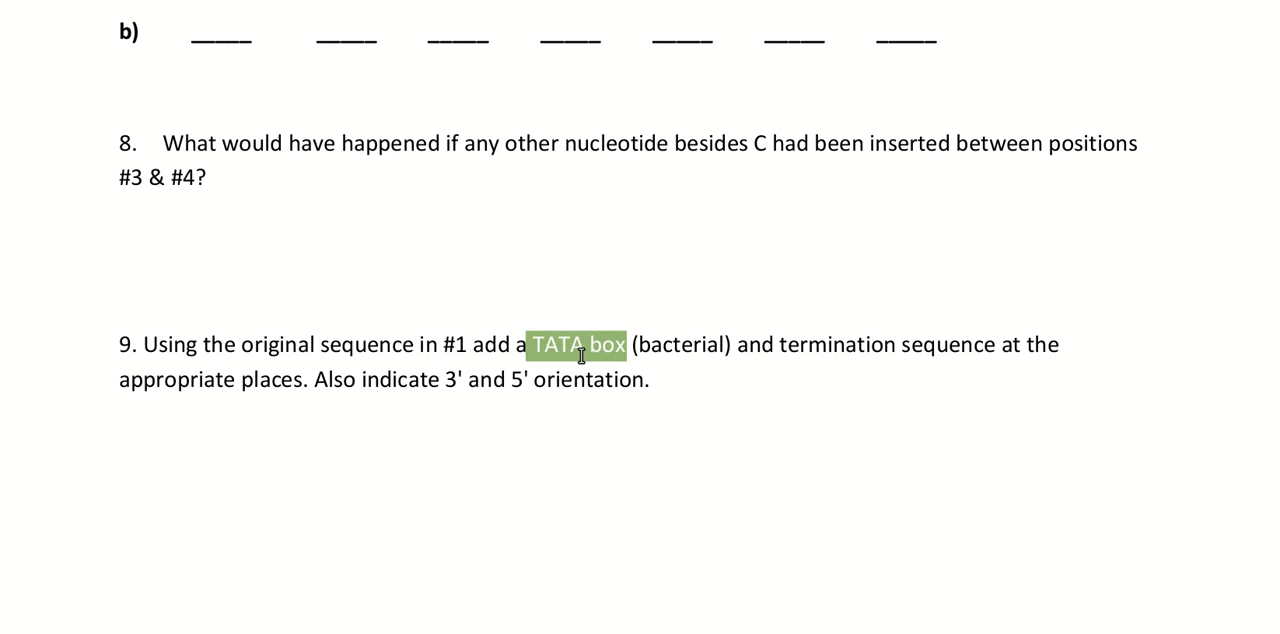 b) _____ _____ _____ _____ _____ _____ _____
8. What would have happened if any other nucleotide besides C had been inserted between positions
#3 & #4?
9. Using the original sequence in #1 add a TATA box (bacterial) and termination sequence at the
appropriate places. Also indicate 3' and 5' orientation.